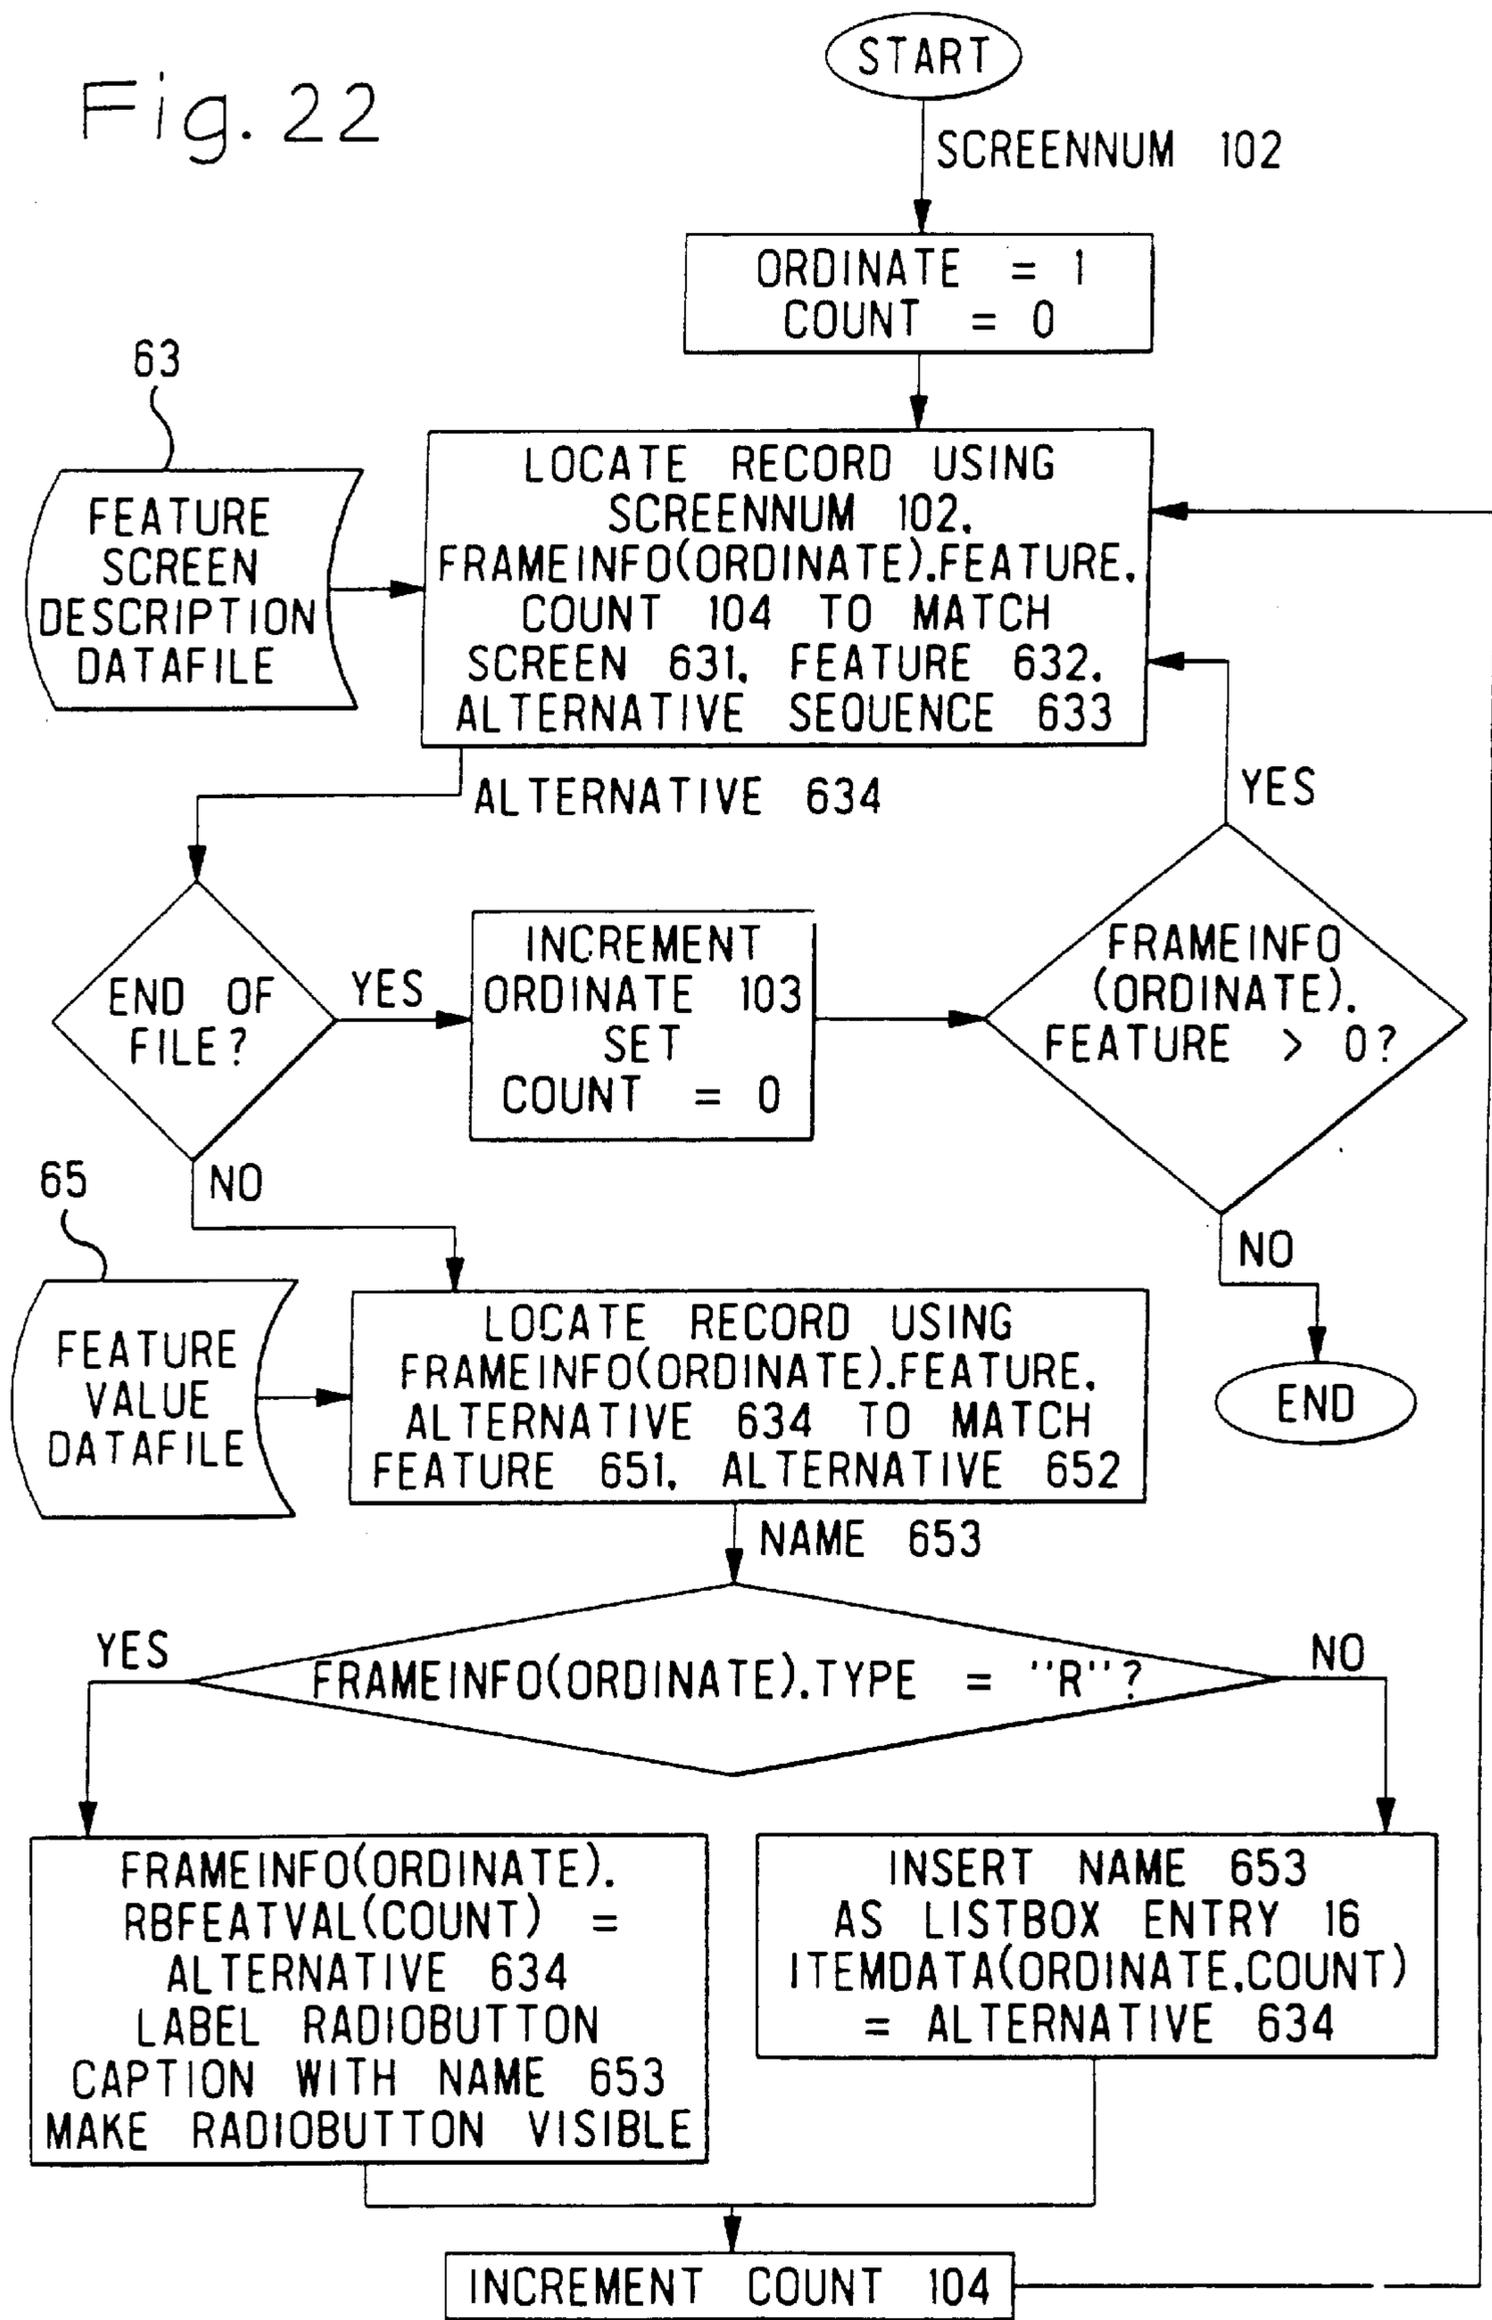 Fig. 22
START
SCREENNUM 102
ORDINATE = 1
COUNT = 0
63
FEATURE
SCREEN
DESCRIPTION
DATAFILE
LOCATE RECORD USING
SCREENNUM 102,
FRAMEINFO(ORDINATE).FEATURE,
COUNT 104 TO MATCH
SCREEN 631, FEATURE 632,
ALTERNATIVE SEQUENCE 633
ALTERNATIVE 634
YES
END OF
FILE?
YES
INCREMENT
ORDINATE 103
SET
COUNT = 0
FRAMEINFO
(ORDINATE).
FEATURE > 0?
NO
NO
END
65
FEATURE
VALUE
DATAFILE
LOCATE RECORD USING
FRAMEINFO(ORDINATE).FEATURE,
ALTERNATIVE 634 TO MATCH
FEATURE 651, ALTERNATIVE 652
NAME 653
YES
FRAMEINFO(ORDINATE).TYPE = "R"?
NO
FRAMEINFO(ORDINATE).
RBFEATVAL(COUNT) =
ALTERNATIVE 634
LABEL RADIOBUTTON
CAPTION WITH NAME 653
MAKE RADIOBUTTON VISIBLE
INSERT NAME 653
AS LISTBOX ENTRY 16
ITEMDATA(ORDINATE,COUNT)
= ALTERNATIVE 634
INCREMENT COUNT 104